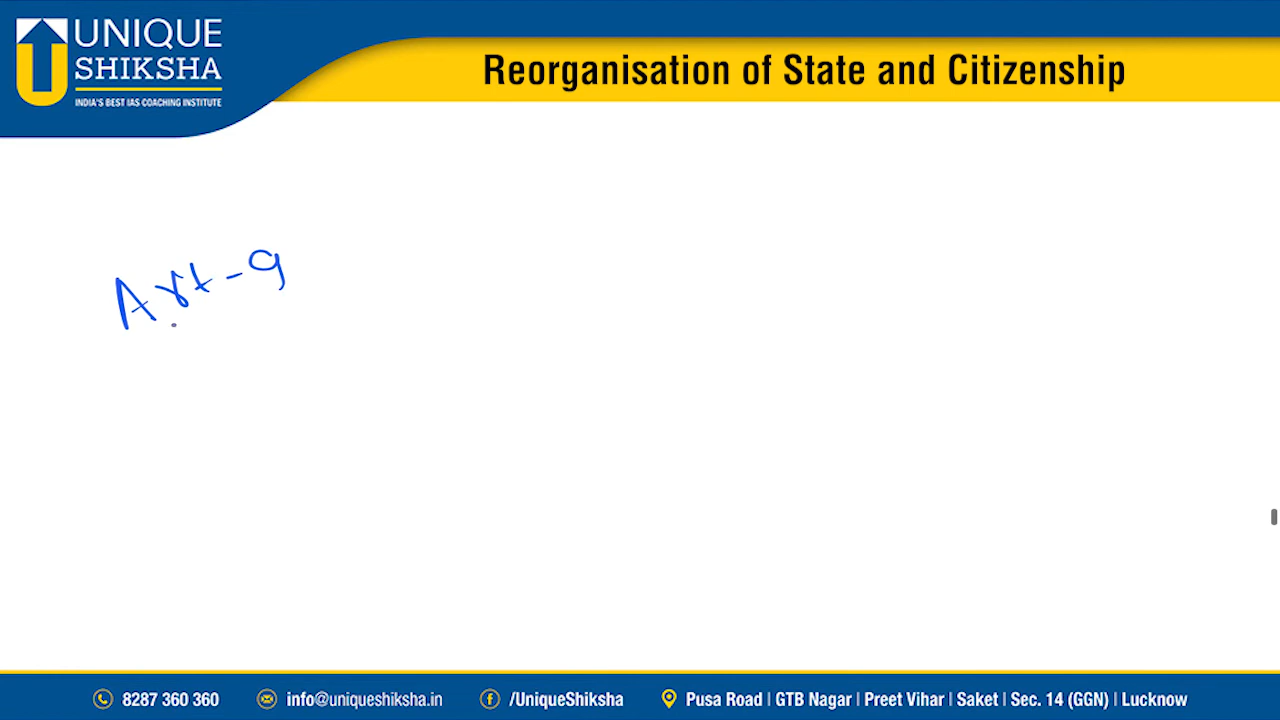 UNIQUE
SHIKSHA
INDIA'S BEST IAS COACHING INSTITUTE
Reorganisation of State and Citizenship
Art-9
8287 360 360 info@uniqueshiksha.in /UniqueShiksha Pusa Road | GTB Nagar | Preet Vihar | Saket | Sec. 14 (GGN) | Lucknow